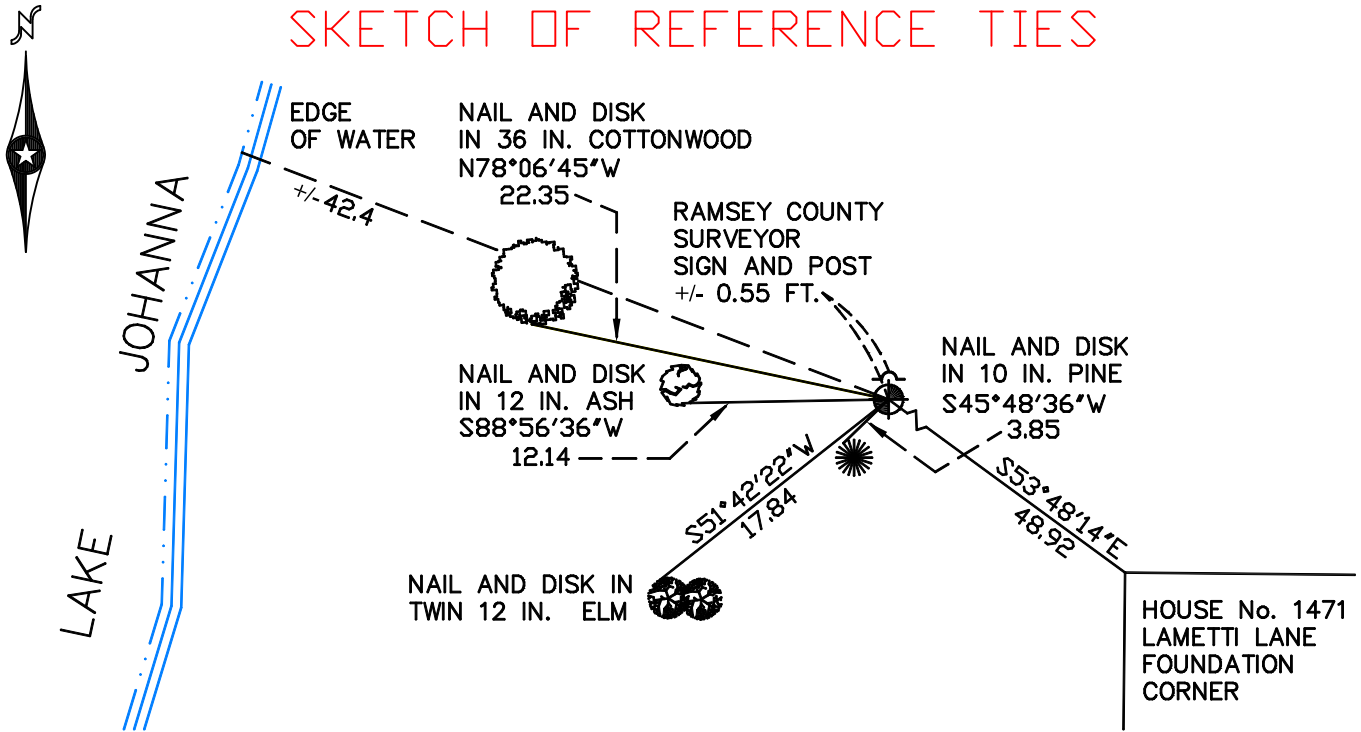 SKETCH OF REFERENCE TIES
N
EDGE
OF WATER
+/-42.4
NAIL AND DISK
IN 36 IN. COTTONWOOD
N78°06'45"W
22.35
RAMSEY COUNTY
SURVEYOR
SIGN AND POST
+/- 0.55 FT.
NAIL AND DISK
IN 10 IN. PINE
S45°48'36"W
3.85
NAIL AND DISK
IN 12 IN. ASH
S88°56'36"W
12.14
S51°42'22"W
17.84
S53°48'14"E
48.92
NAIL AND DISK IN
TWIN 12 IN. ELM
HOUSE No. 1471
LAMETTI LANE
FOUNDATION
CORNER
LAKE JOHANNA